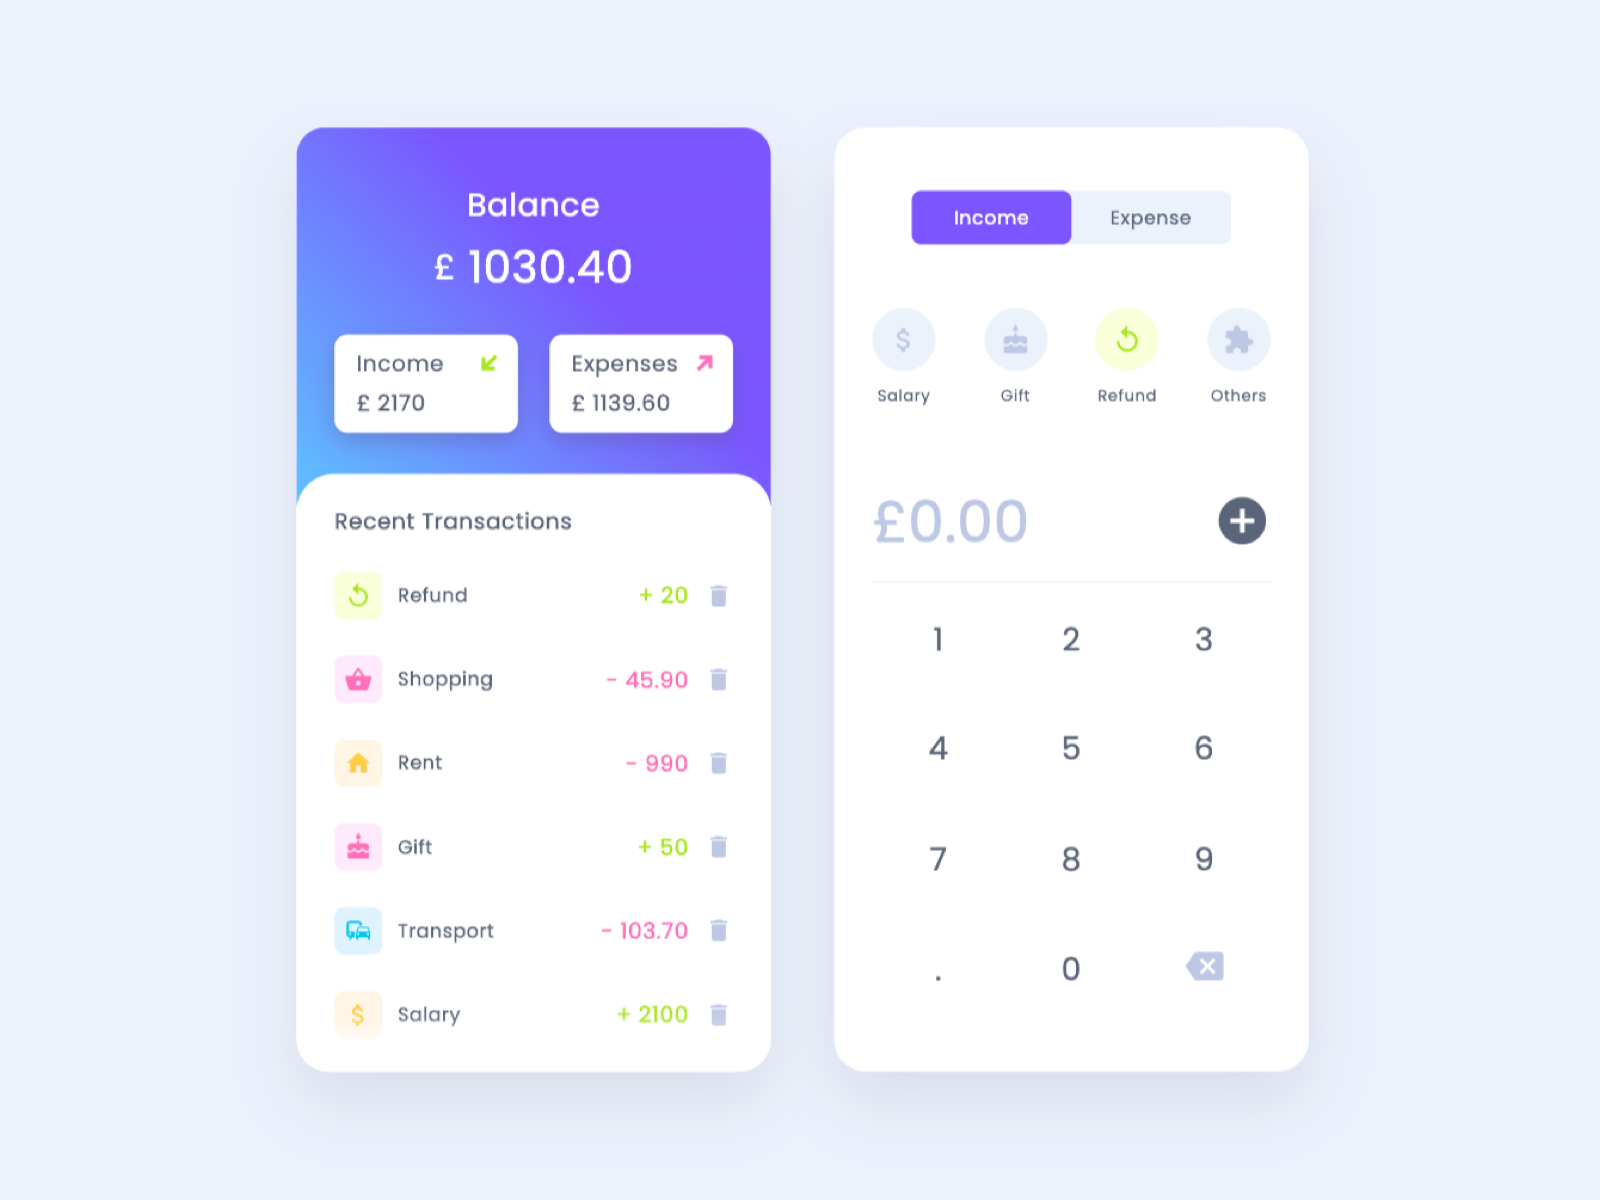 Balance
£ 1030.40
Income
£ 2170
Expenses
£ 1139.60
Recent Transactions
Refund + 20
Shopping - 45.90
Rent - 990
Gift + 50
Transport - 103.70
$ Salary + 2100
Income Expense
$
Salary Gift Refund Others
£0.00
1 2 3
4 5 6
7 8 9
. 0